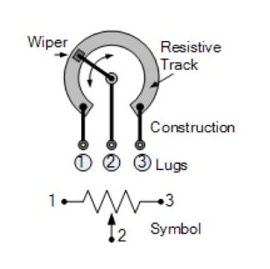 Wiper
Resistive
Track
Construction
1 2 3 Lugs
1 3
2
Symbol